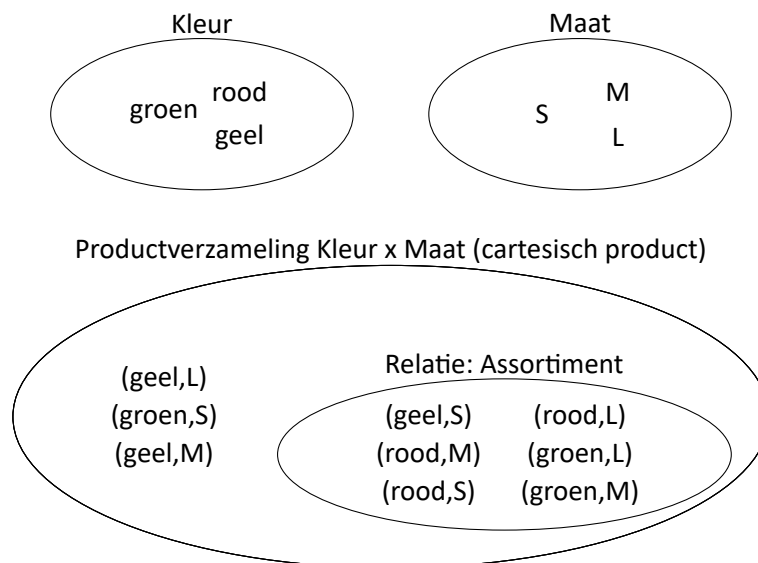 Kleur
groen
rood
geel
Maat
S
M
L
Productverzameling Kleur x Maat (cartesisch product)
(geel,L)
(groen,S)
(geel,M)
Relatie: Assortiment
(geel,S) (rood,L)
(rood,M) (groen,L)
(rood,S) (groen,M)